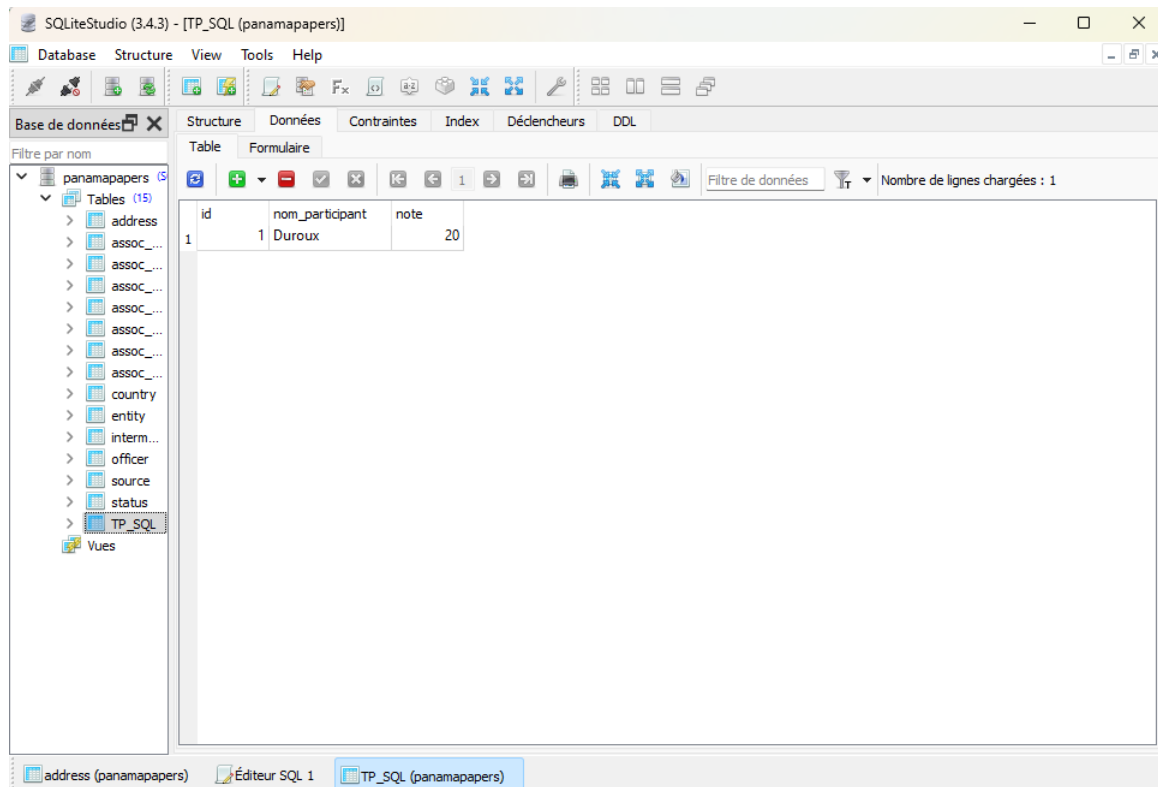 SQLiteStudio (3.4.3) - [TP_SQL (panamapapers)]
Database Structure View Tools Help
Base de données
Structure Données Contraintes Index Déclencheurs DDL
Filtre par nom
Table Formulaire
panamapapers (S
Tables (15)
address
assoc_...
assoc_...
assoc_...
assoc_...
assoc_...
assoc_...
assoc_...
country
entity
interm...
officer
source
status
TP_SQL
Vues
1 Filtre de données Nombre de lignes chargées : 1
id nom_participant note
1 1 Duroux 20
address (panamapapers) Éditeur SQL 1 TP_SQL (panamapapers)